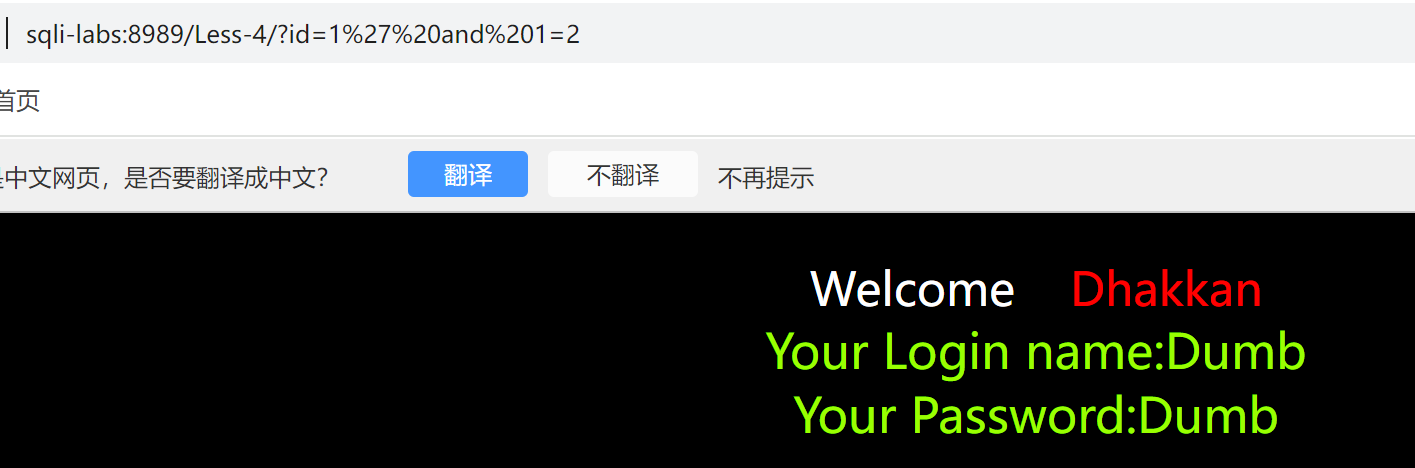 sqli-labs:8989/Less-4/?id=1%27%20and%201=2
首页
是中文网页，是否要翻译成中文? 翻译 不翻译 不再提示
Welcome Dhakkan
Your Login name:Dumb
Your Password:Dumb